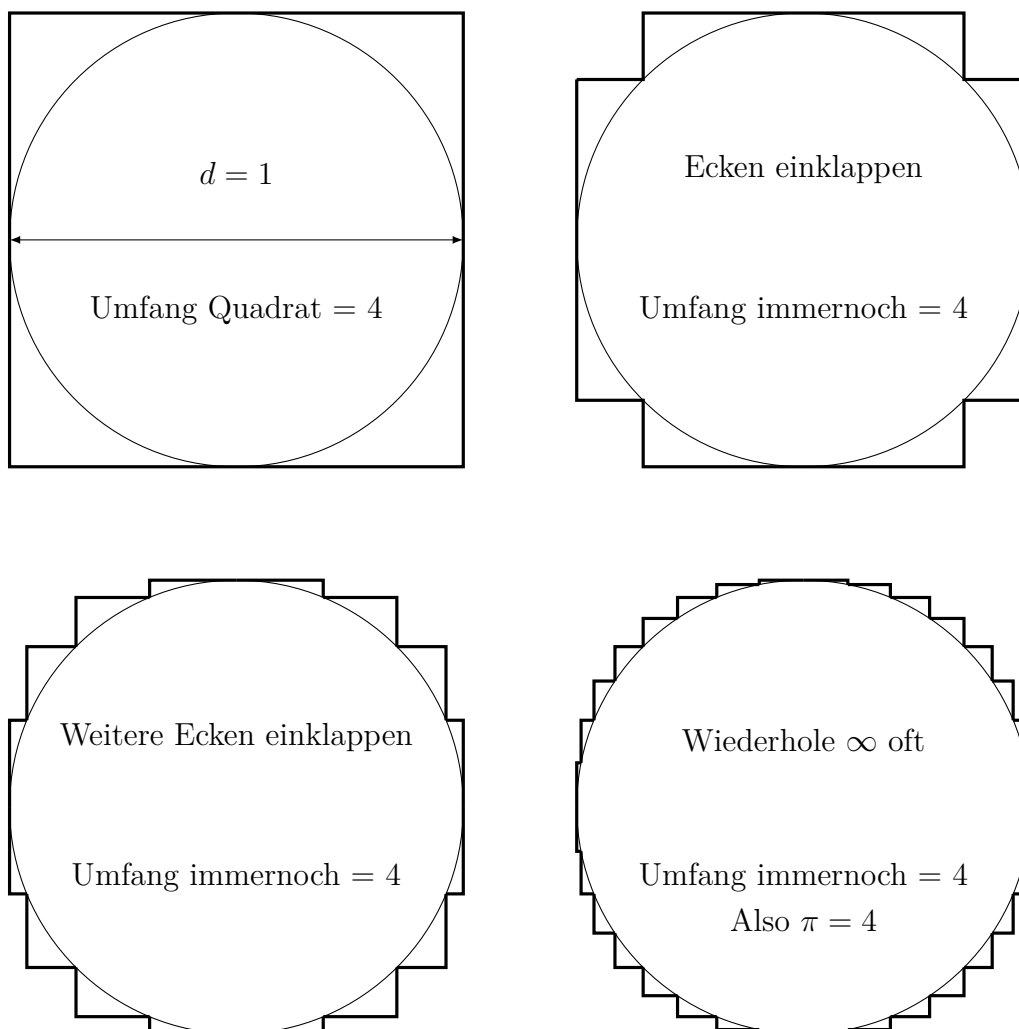 d = 1
Umfang Quadrat = 4
Ecken einklappen
Umfang immernoch = 4
Weitere Ecken einklappen
Umfang immernoch = 4
Wiederhole ∞ oft
Umfang immernoch = 4
Also π = 4